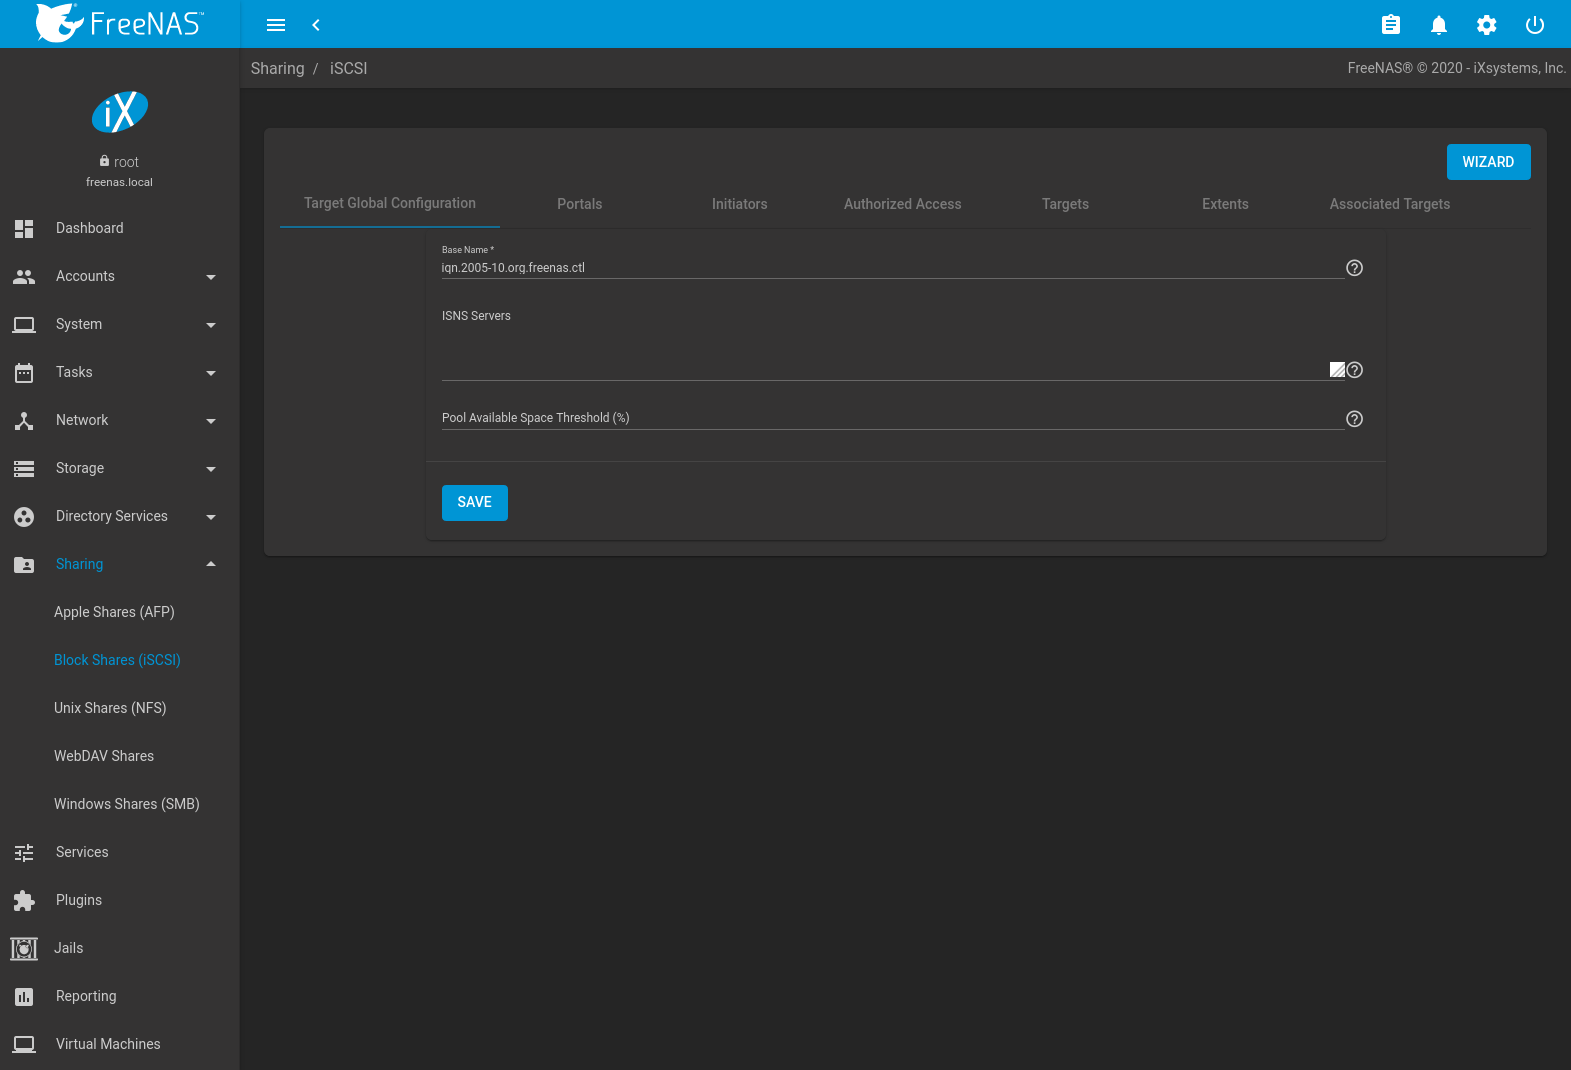 FreeNAS™
Sharing / iSCSI
FreeNAS® © 2020 - iXsystems, Inc.
iX
root
freenas.local
Dashboard
Accounts
System
Tasks
Network
Storage
Directory Services
Sharing
Apple Shares (AFP)
Block Shares (iSCSI)
Unix Shares (NFS)
WebDAV Shares
Windows Shares (SMB)
Services
Plugins
Jails
Reporting
Virtual Machines
WIZARD
Target Global Configuration Portals Initiators Authorized Access Targets Extents Associated Targets
Base Name *
iqn.2005-10.org.freenas.ctl
ISNS Servers
Pool Available Space Threshold (%)
SAVE